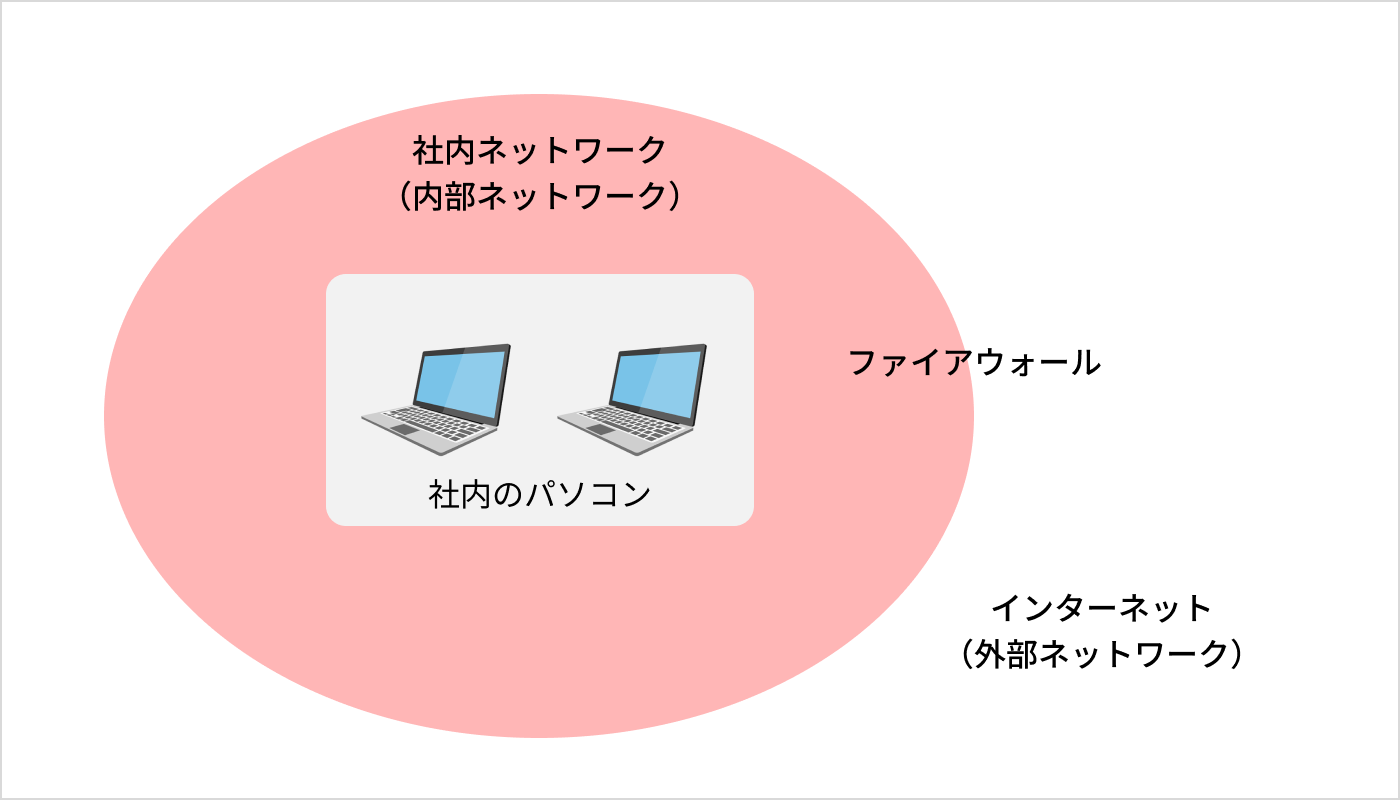 社内ネットワーク
（内部ネットワーク）
ファイアウォール
社内のパソコン
インターネット
（外部ネットワーク）